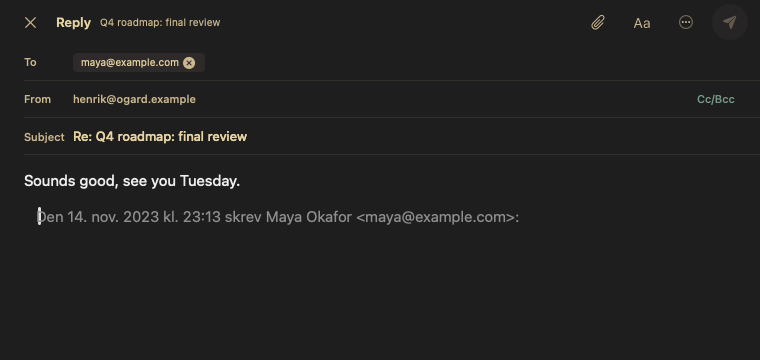 Reply Q4 roadmap: final review Aa
To maya@example.com
From henrik@ogard.example Cc/Bcc
Subject Re: Q4 roadmap: final review
Sounds good, see you Tuesday.
Den 14. nov. 2023 kl. 23:13 skrev Maya Okafor <maya@example.com>: